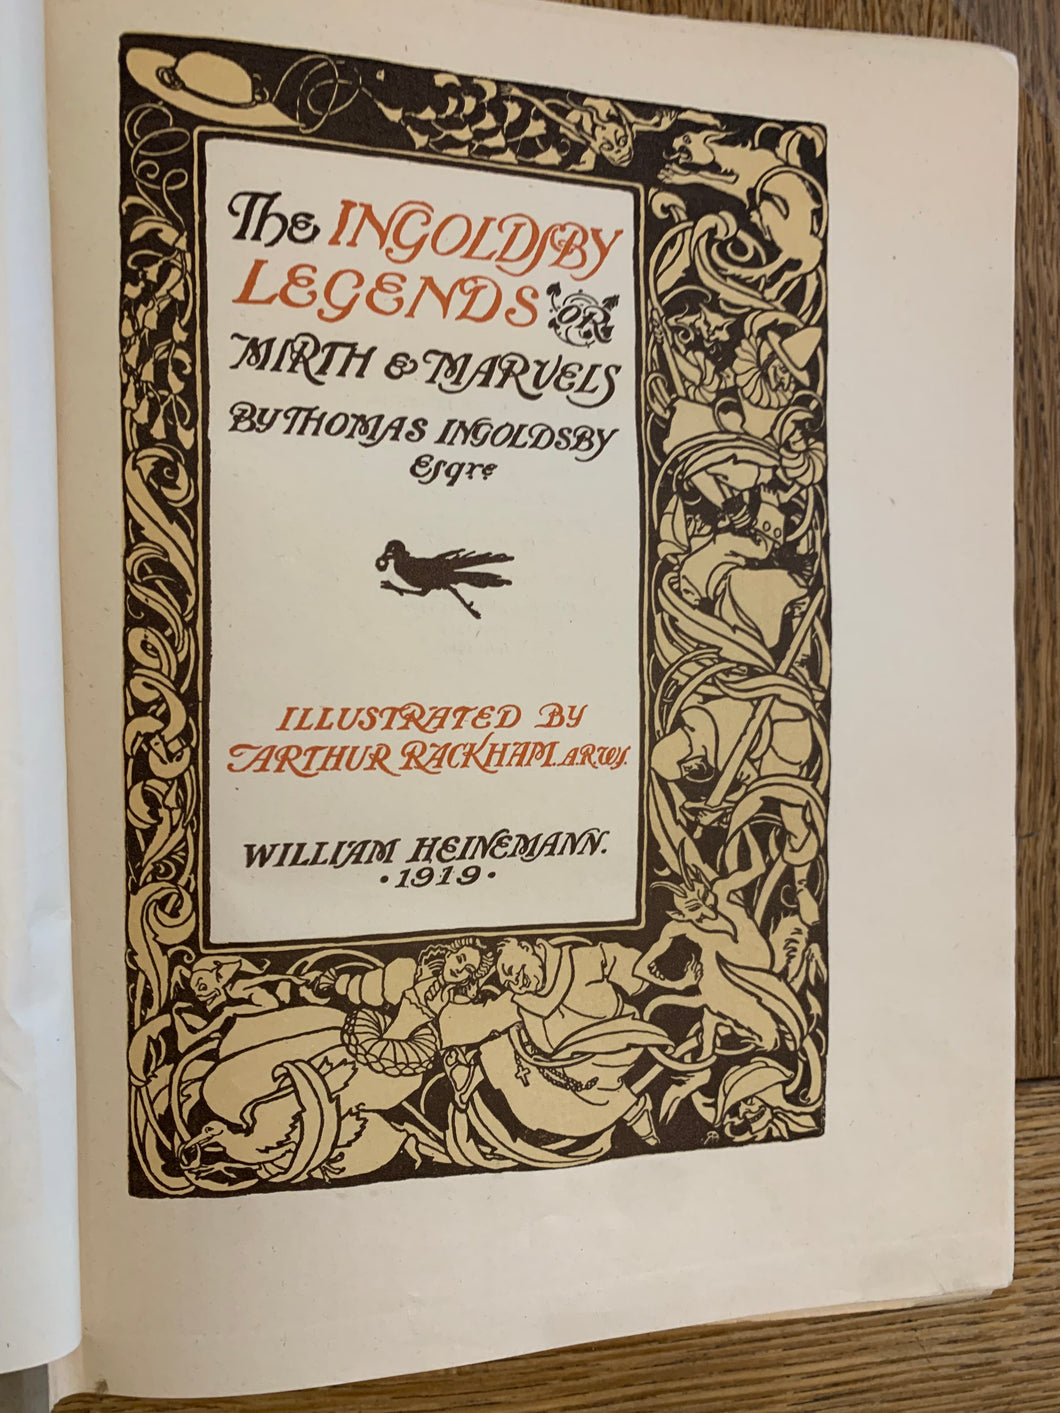 The INGOLDSBY
LEGENDS OR
MIRTH & MARVELS
BY THOMAS INGOLDSBY
Esqre
ILLUSTRATED BY
ARTHUR RACKHAM. A.R.W.S.
WILLIAM HEINEMANN.
·1919·